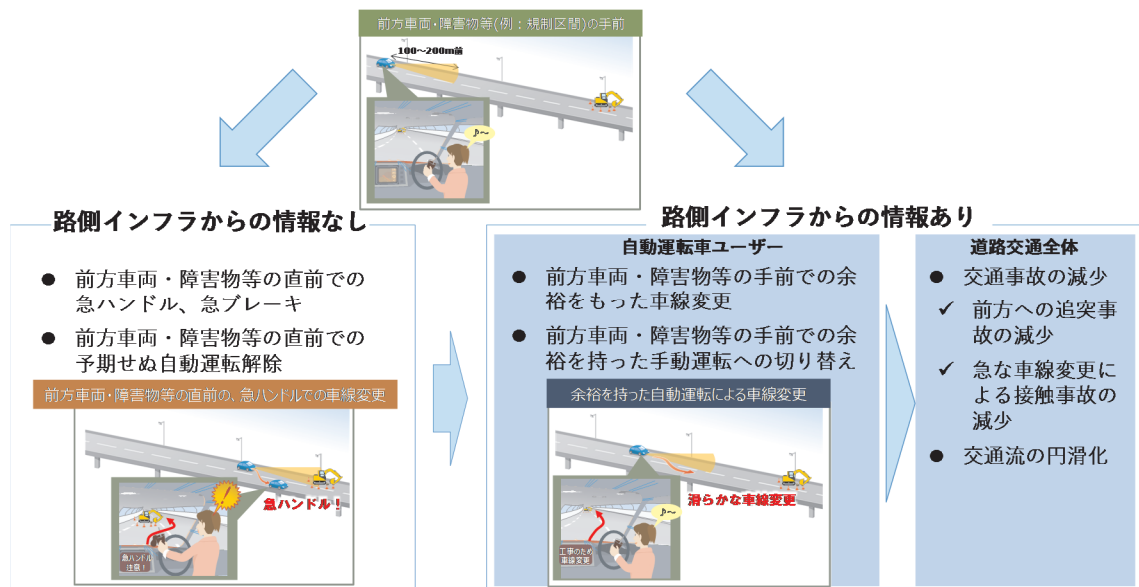 前方車両・障害物等(例：規制区間)の手前
100～200m前
♪～
路側インフラからの情報なし
● 前方車両・障害物等の直前での
急ハンドル、急ブレーキ
● 前方車両・障害物等の直前での
予期せぬ自動運転解除
前方車両・障害物等の直前の、急ハンドルでの車線変更
急ハンドル！
！
急ハンドル
注意！
路側インフラからの情報あり
自動運転車ユーザー
● 前方車両・障害物等の手前での余
裕をもった車線変更
● 前方車両・障害物等の手前での余
裕を持った手動運転への切り替え
余裕を持った自動運転による車線変更
滑らかな車線変更
♪～
工事のため
車線変更
道路交通全体
● 交通事故の減少
✓ 前方への追突事
故の減少
✓ 急な車線変更に
よる接触事故の
減少
● 交通流の円滑化